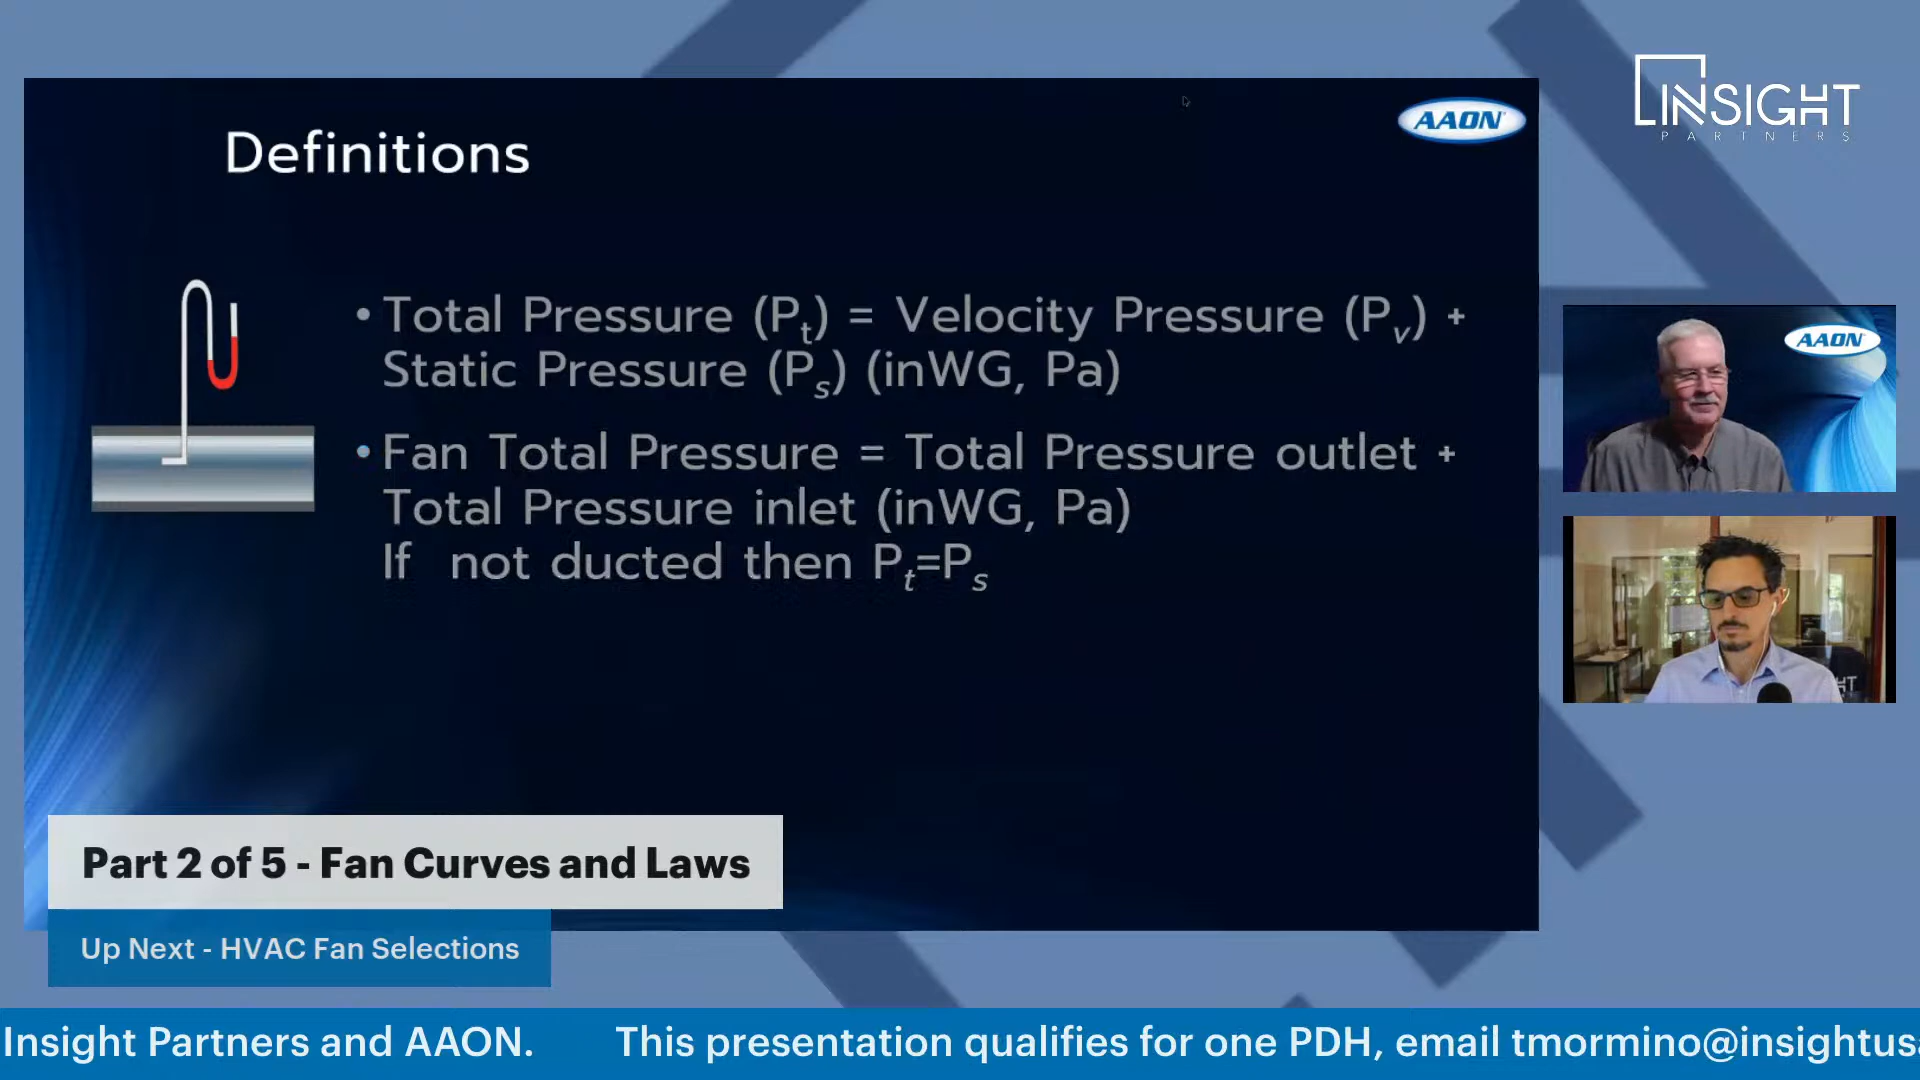 INSIGHT
PARTNERS
AAON
Definitions
• Total Pressure (Pt) = Velocity Pressure (Pv) +
Static Pressure (Ps) (inWG, Pa)
• Fan Total Pressure = Total Pressure outlet +
Total Pressure inlet (inWG, Pa)
If not ducted then Pt=Ps
AAON
HT
Part 2 of 5 - Fan Curves and Laws
Up Next - HVAC Fan Selections
Insight Partners and AAON. This presentation qualifies for one PDH, email tmormino@insightus